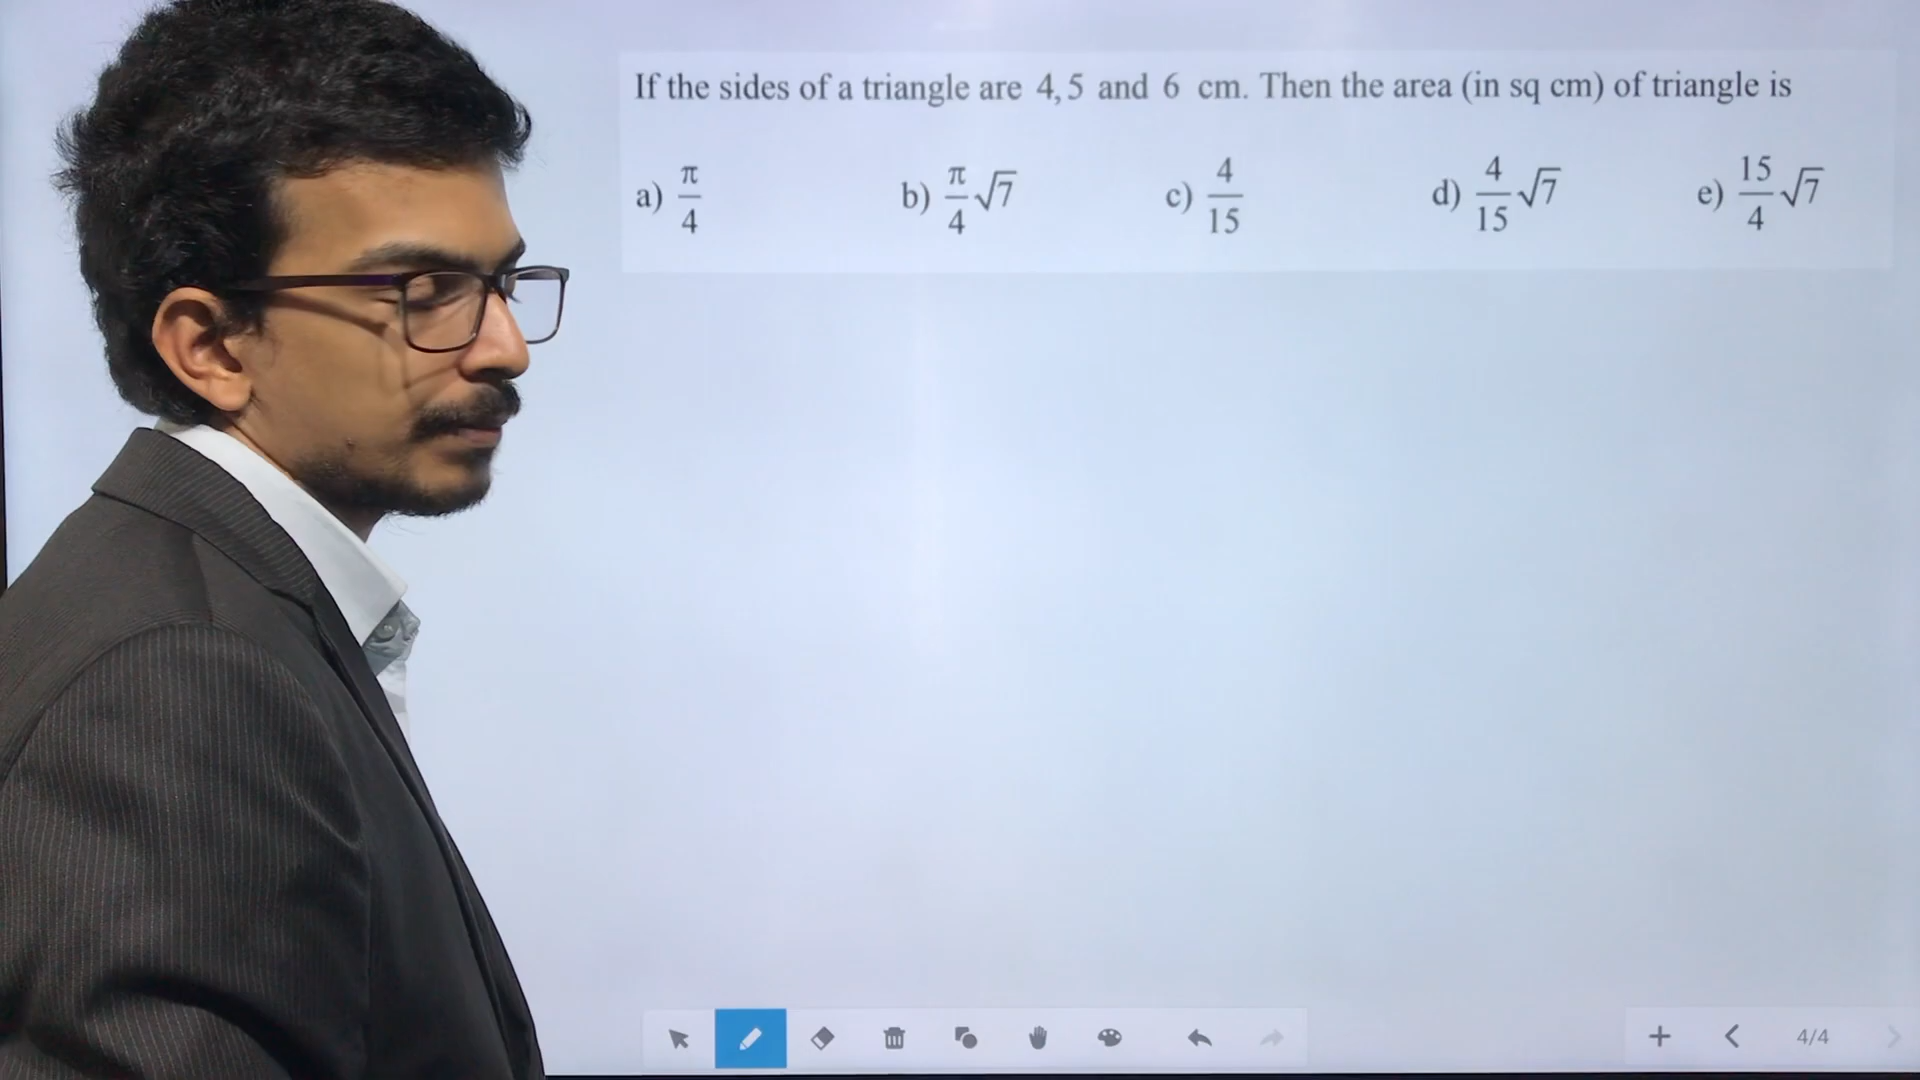 If the sides of a triangle are 4, 5 and 6 cm. Then the area (in sq cm) of triangle is
a) π/4 b) π/4 √7 c) 4/15 d) 4/15 √7 e) 15/4 √7
4/4